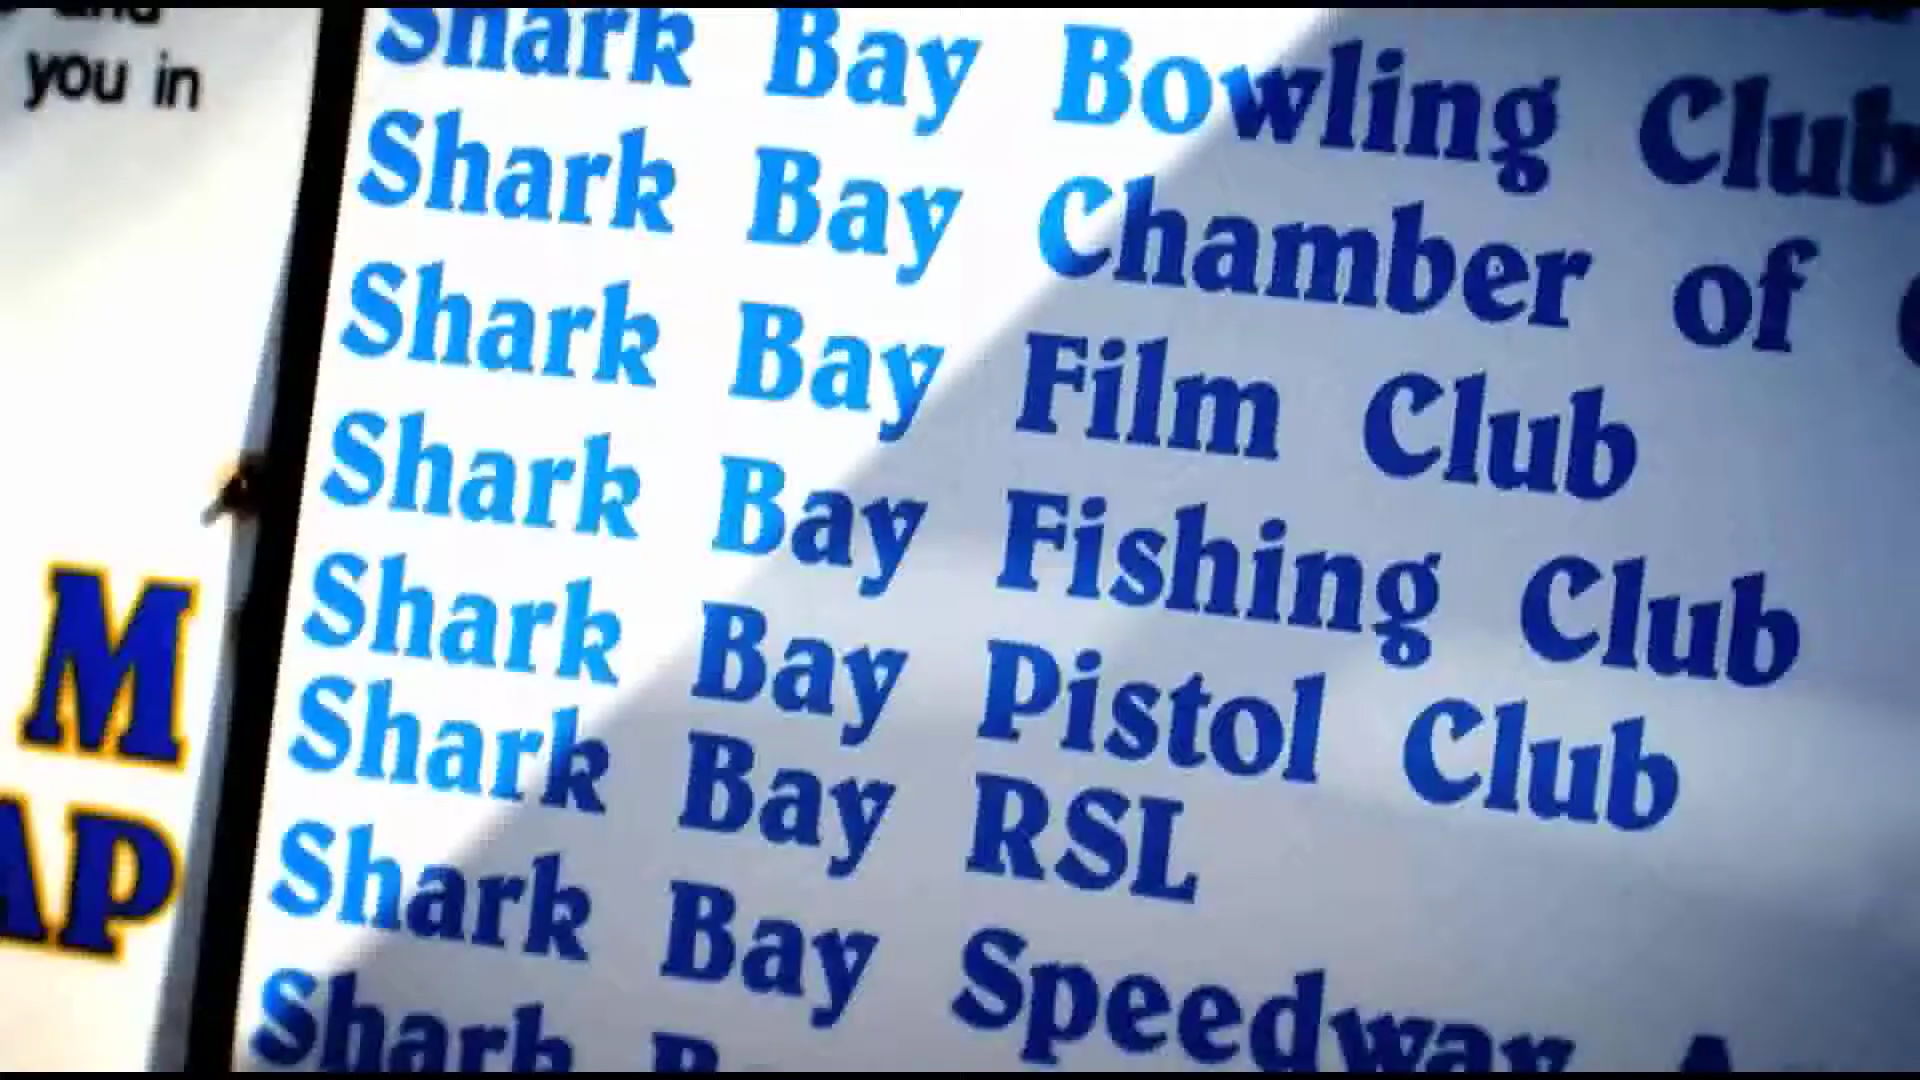 you in
M
AP
Shark Bay Bowling Club
Shark Bay Chamber of
Shark Bay Film Club
Shark Bay Fishing Club
Shark Bay Pistol Club
Shark Bay RSL
Shark Bay Speedway
Shark